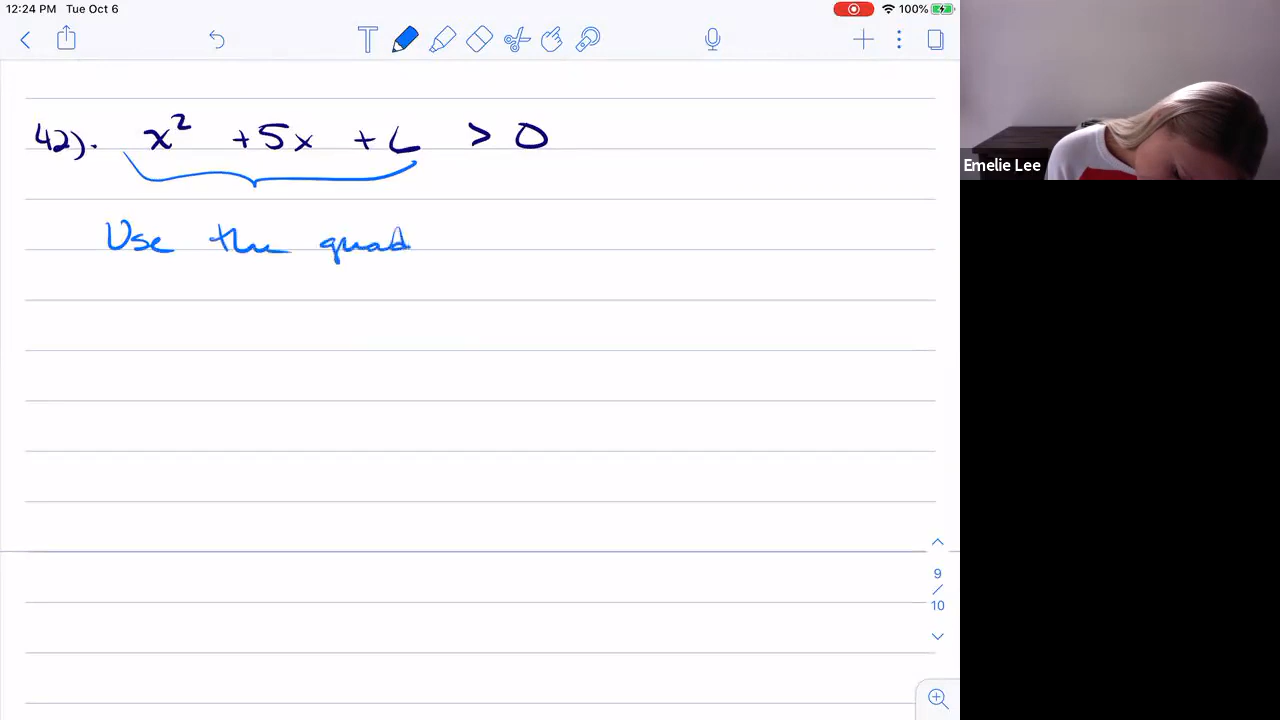 12:24 PM Tue Oct 6
100%
T
42). x² +5x +6 > 0
Use the quad
9
/
10
Emelie Lee